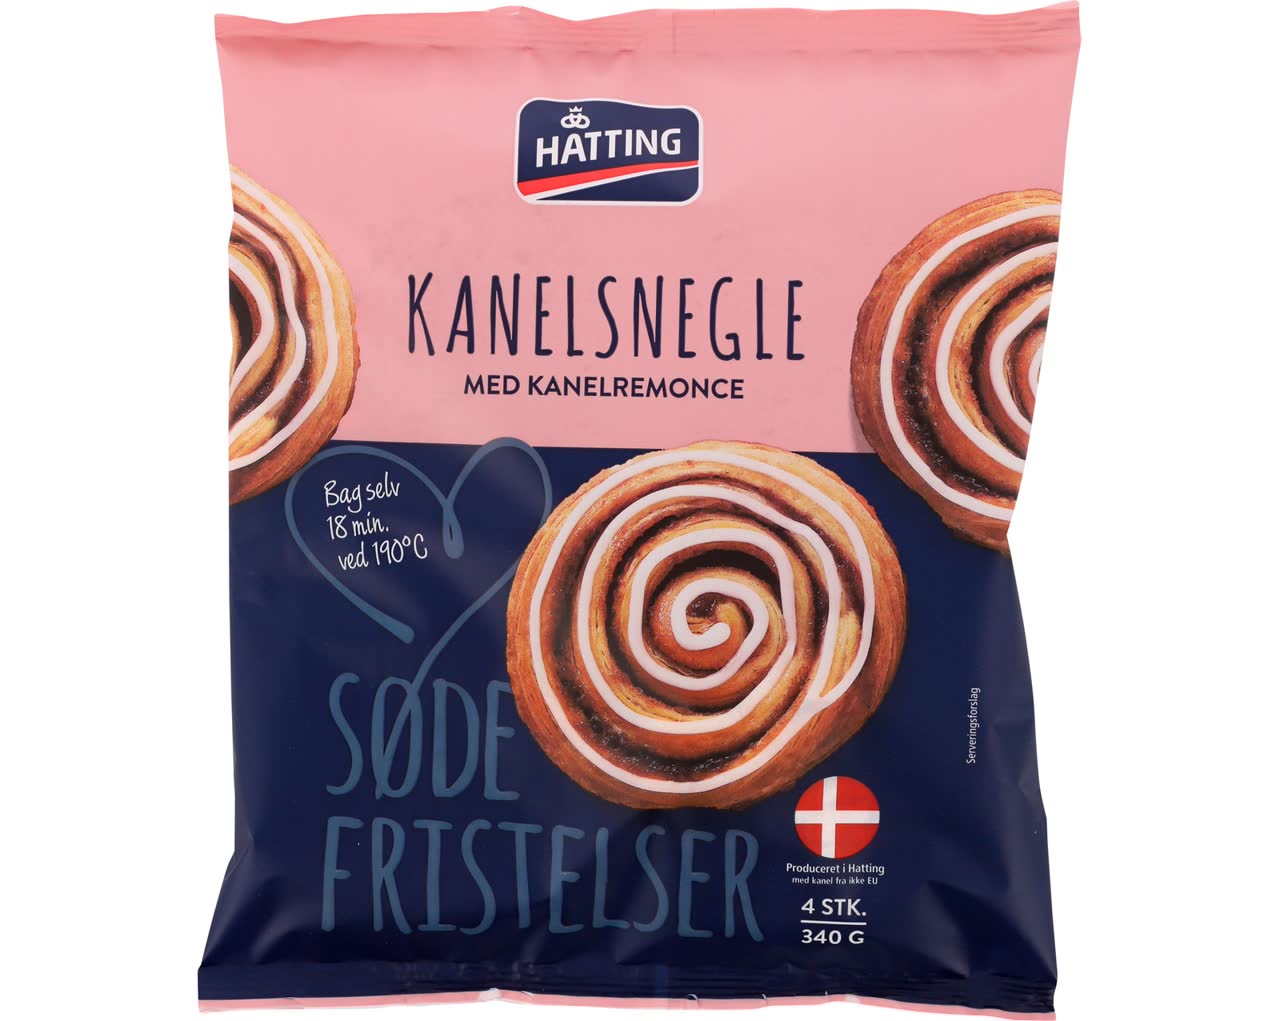 HATTING
KANELSNEGLE
MED KANELREMONCE
Bag selv
18 min.
ved 190°C
SØDE
FRISTELSER
Serveringsforslag
Produceret i Hatting
med kanel fra ikke EU
4 STK.
340 G